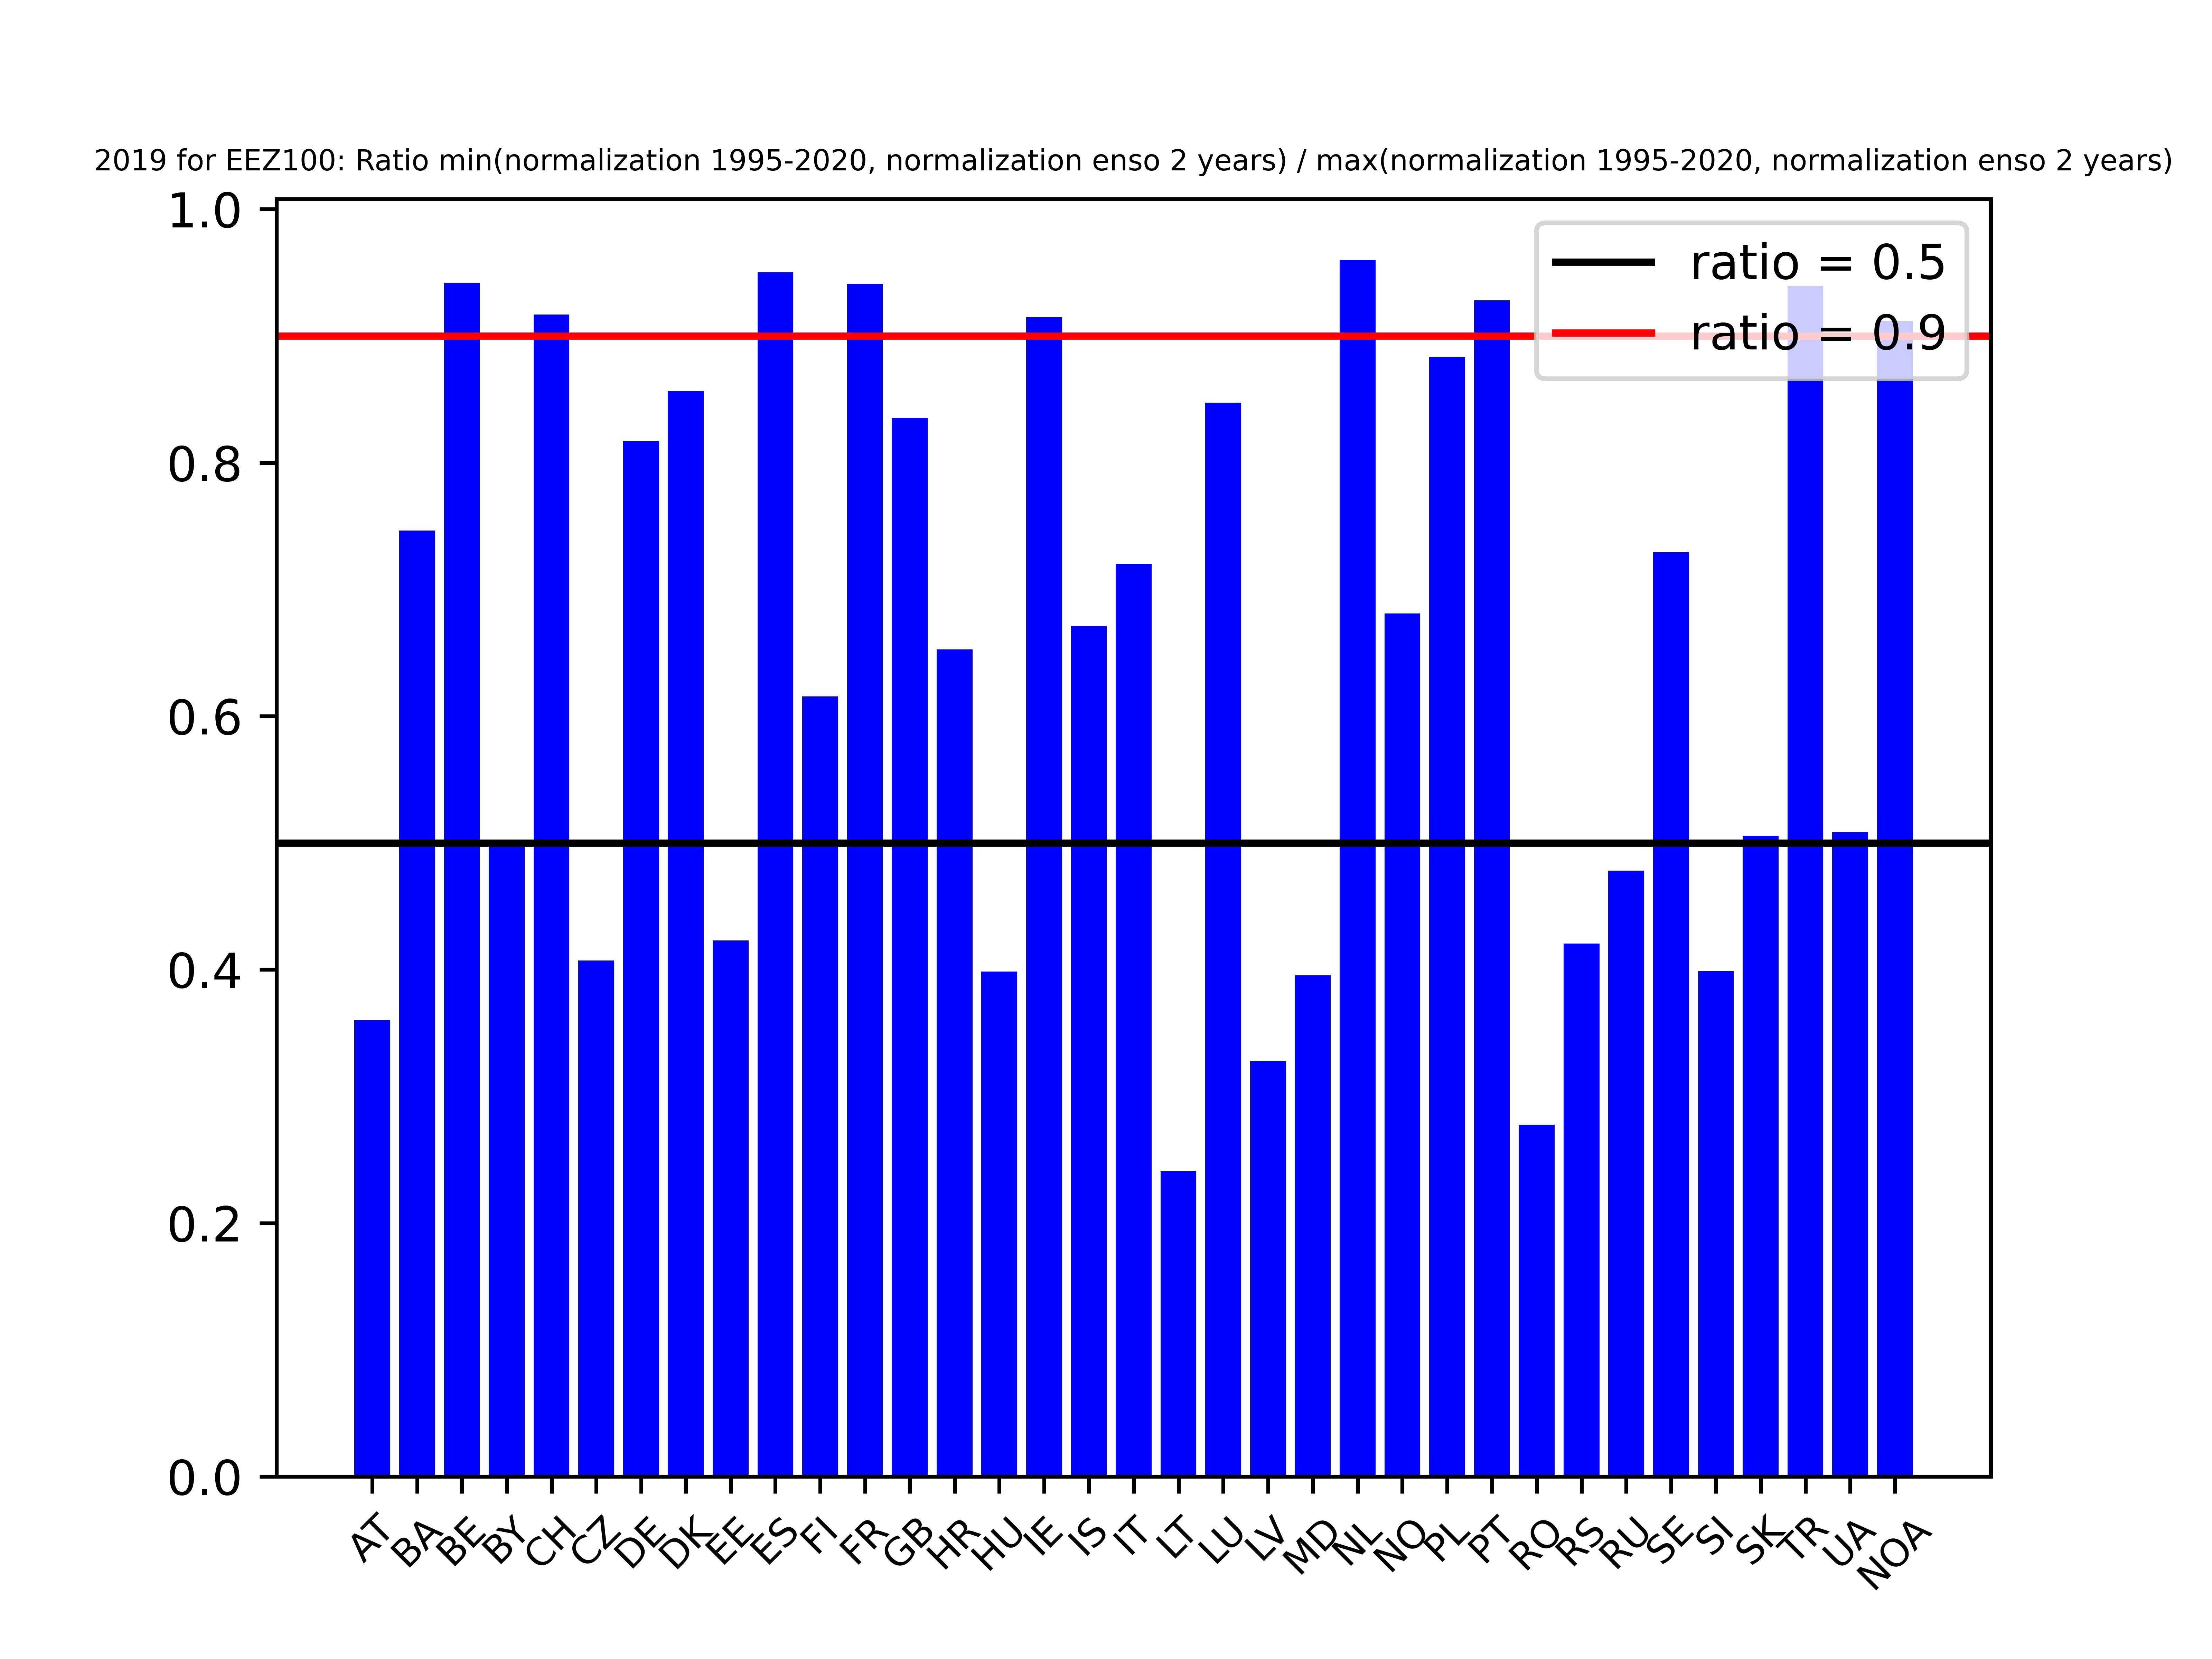 2019 for EEZ100: Ratio min(normalization 1995-2020, normalization enso 2 years) / max(normalization 1995-2020, normalization enso 2 years)
1.0
0.8
0.6
0.4
0.2
0.0
ratio = 0.5
ratio = 0.9
AT
BA
BE
BY
CH
CZ
DE
DK
EE
ES
FI
FR
GB
HR
HU
IE
IS
IT
LT
LU
LV
MD
NL
NO
PL
PT
RO
RS
RU
SE
SI
SK
TR
UA
NOA